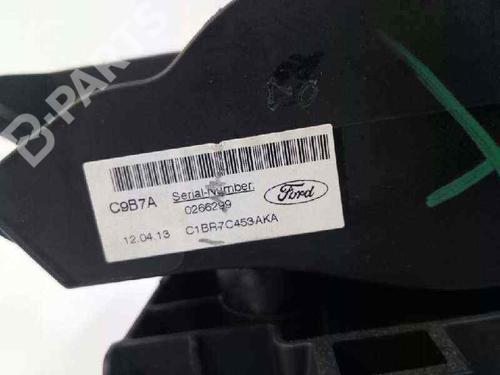 B-PARTS
C9B7A
Serial-Number:
0266299
Ford
12.04.13
C1BR7C453AKA